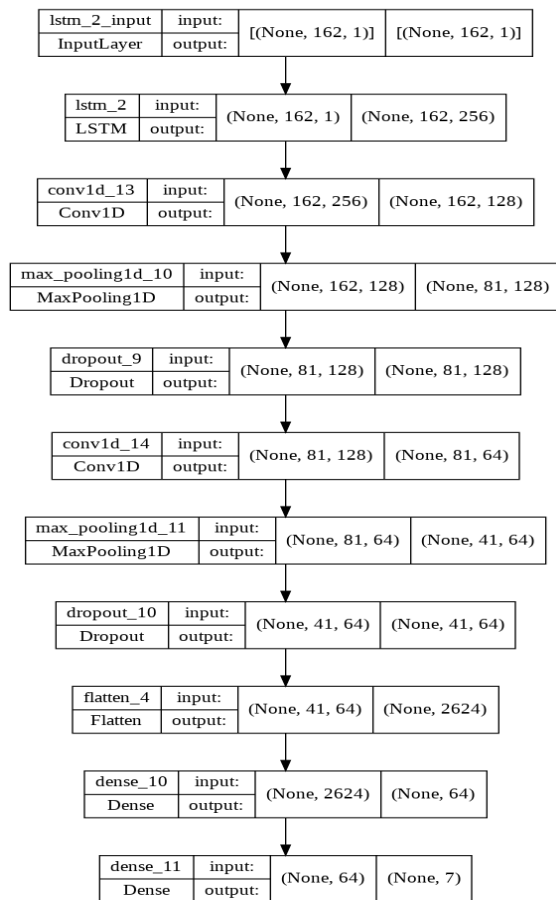 lstm_2_input input: [(None, 162, 1)] [(None, 162, 1)]
InputLayer output:
lstm_2 input: (None, 162, 1) (None, 162, 256)
LSTM output:
conv1d_13 input: (None, 162, 256) (None, 162, 128)
Conv1D output:
max_pooling1d_10 input: (None, 162, 128) (None, 81, 128)
MaxPooling1D output:
dropout_9 input: (None, 81, 128) (None, 81, 128)
Dropout output:
conv1d_14 input: (None, 81, 128) (None, 81, 64)
Conv1D output:
max_pooling1d_11 input: (None, 81, 64) (None, 41, 64)
MaxPooling1D output:
dropout_10 input: (None, 41, 64) (None, 41, 64)
Dropout output:
flatten_4 input: (None, 41, 64) (None, 2624)
Flatten output:
dense_10 input: (None, 2624) (None, 64)
Dense output:
dense_11 input: (None, 64) (None, 7)
Dense output: